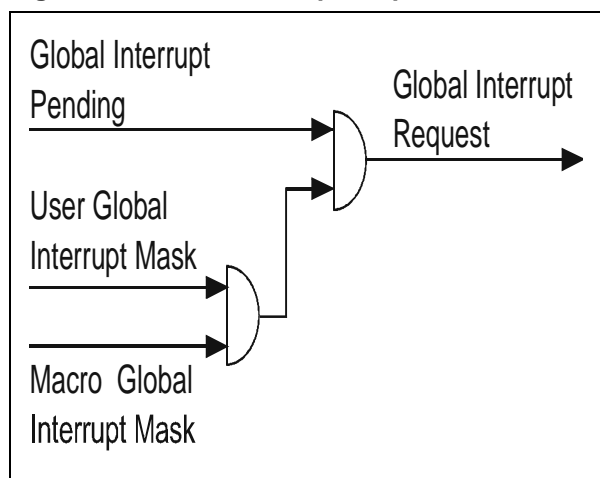 Global Interrupt
Pending
Global Interrupt
Request
User Global
Interrupt Mask
Macro Global
Interrupt Mask